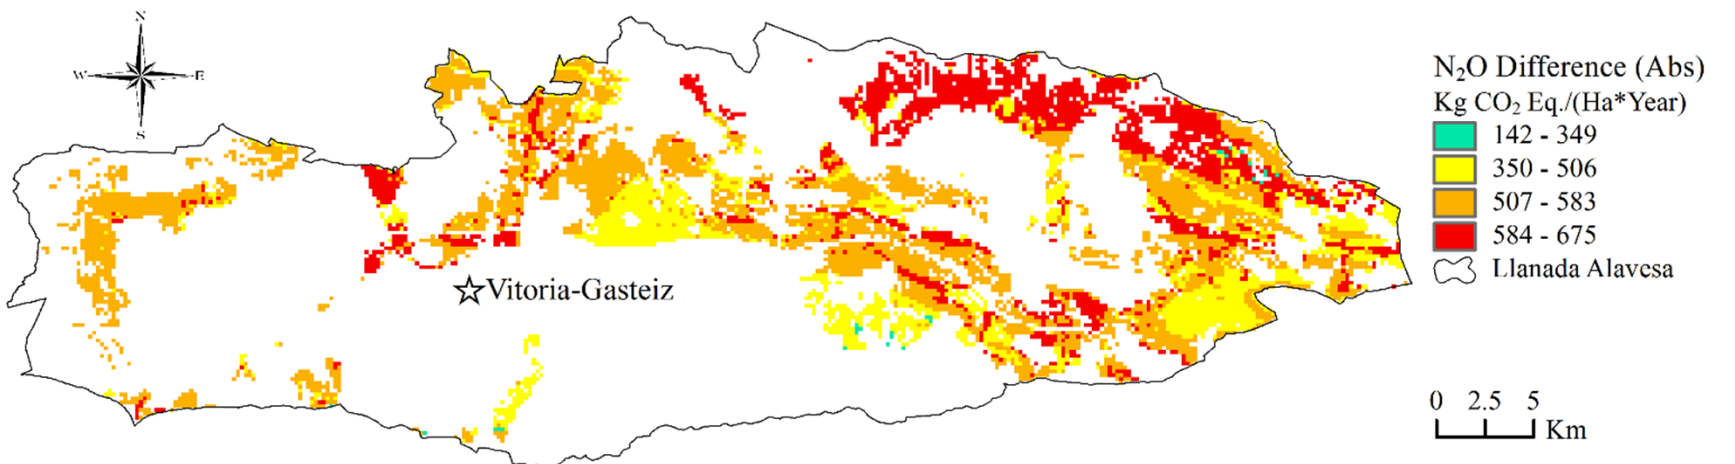 N
W E
S
Vitoria-Gasteiz
N₂O Difference (Abs)
Kg CO₂ Eq./(Ha*Year)
142 - 349
350 - 506
507 - 583
584 - 675
Llanada Alavesa
0 2.5 5
Km